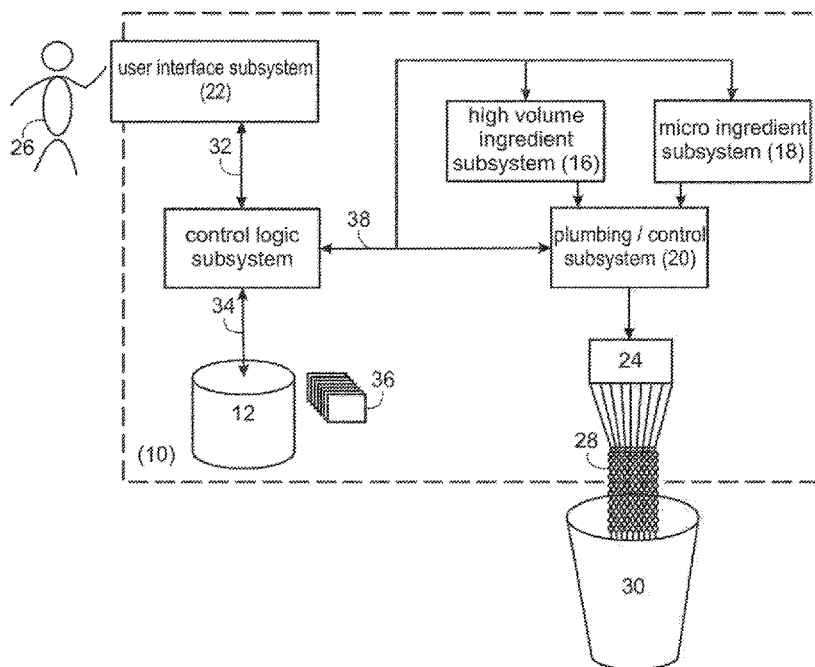 user interface subsystem
(22)
26
32
high volume
ingredient
subsystem (16)
micro ingredient
subsystem (18)
control logic
subsystem
38
plumbing / control
subsystem (20)
34
24
36
12
28
(10)
30